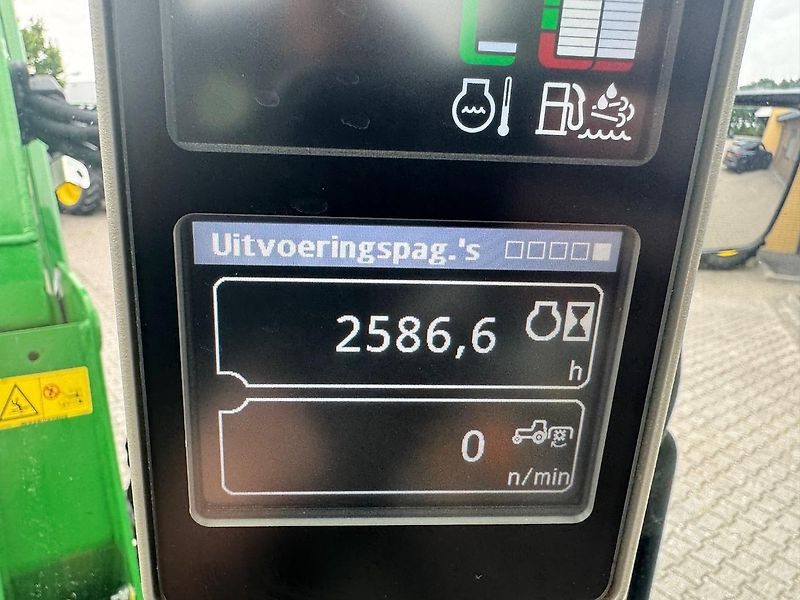 Uitvoeringspag.'s
2586,6
h
0
n/min